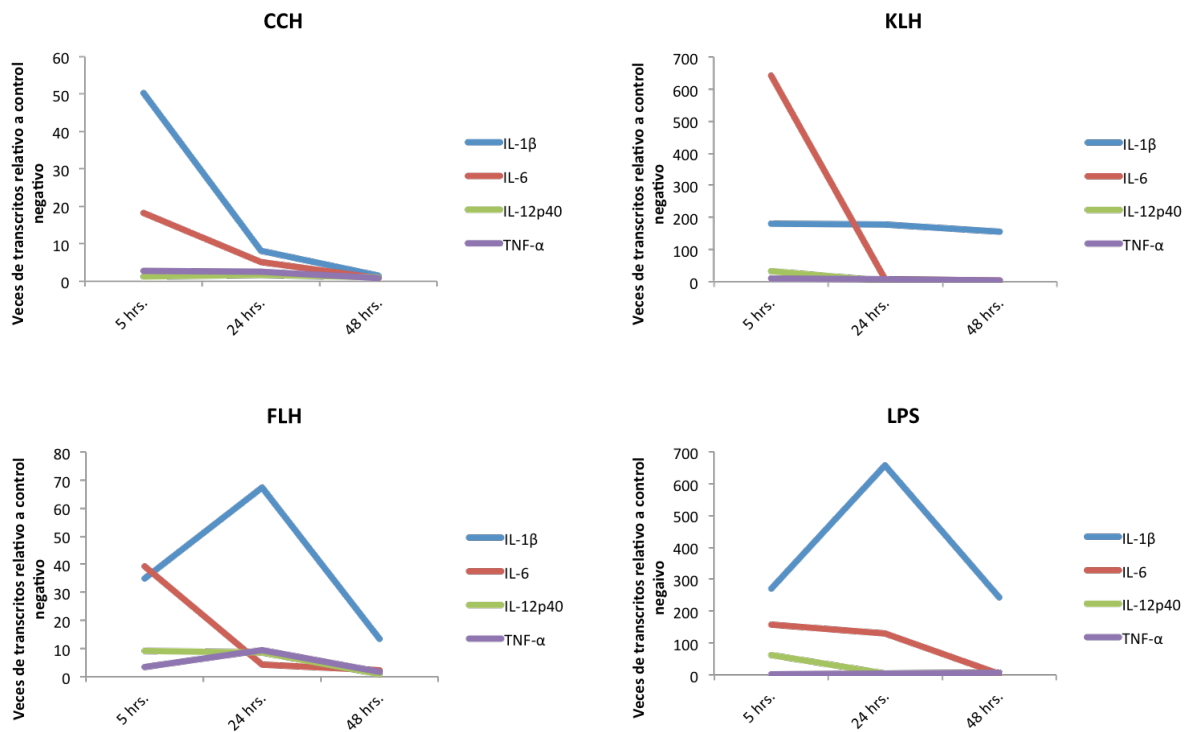 CCH
Veces de transcritos relativo a control
negativo
60
50
40
30
20
10
0
5 hrs.
24 hrs.
48 hrs.
IL-1β
IL-6
IL-12p40
TNF-α
KLH
Veces de transcritos relativo a control
negativo
700
600
500
400
300
200
100
0
5 hrs.
24 hrs.
48 hrs.
IL-1β
IL-6
IL-12p40
TNF-α
FLH
Veces de transcritos relativo a control
negativo
80
70
60
50
40
30
20
10
0
5 hrs.
24 hrs.
48 hrs.
IL-1β
IL-6
IL-12p40
TNF-α
LPS
Veces de transcritos relativo a control
negaivo
700
600
500
400
300
200
100
0
5 hrs.
24 hrs.
48 hrs.
IL-1β
IL-6
IL-12p40
TNF-α